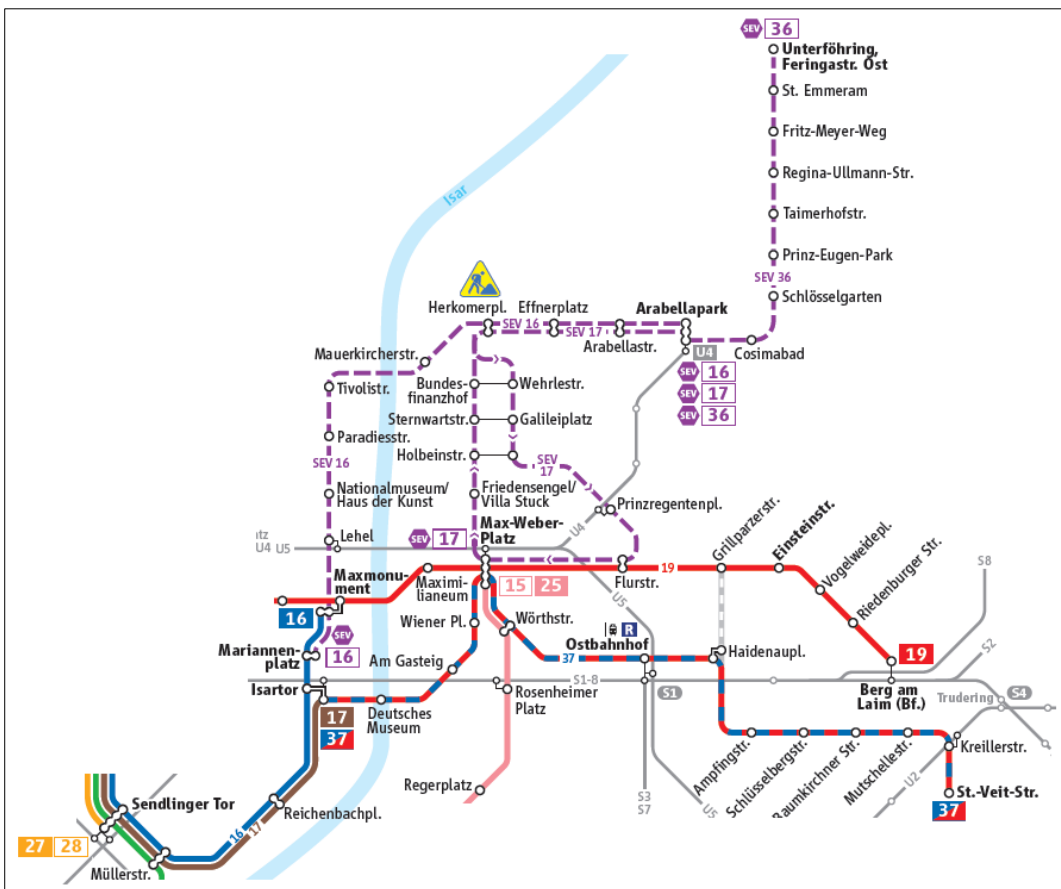 SEV 36
Unterföhring,
Feringastr. Ost
St. Emmeram
Fritz-Meyer-Weg
Regina-Ullmann-Str.
Taimerhofstr.
Prinz-Eugen-Park
SEV 36
Schlösselgarten
Cosimabad
Isar
Herkomerpl.
Effnerplatz
Arabellapark
SEV 16
SEV 17
Arabellastr.
U4
SEV 16
SEV 17
SEV 36
Mauerkircherstr.
Tivolistr.
Paradiesstr.
SEV 16
Nationalmuseum/
Haus der Kunst
Lehel
Bundes-
finanzhof
Wehrlestr.
Sternwartstr.
Galileiplatz
Holbeinstr.
SEV
17
Friedensengel/
Villa Stuck
Prinzregentenpl.
Max-Weber-
Platz
SEV 17
tz
U4 U5
U4
U5
Grillparzerstr.
Einsteinstr.
Vogelweidepl.
Riedenburger Str.
S8
S2
Maxmonu-
ment
Maximi-
lianeum
15 25
19
Flurstr.
16
Wiener Pl.
Wörthstr.
R
Ostbahnhof
37
Haidenaupl.
19
SEV
16
Mariannen-
platz
Am Gasteig
Isartor
S1-8
S1
Berg am
Laim (Bf.)
Trudering
S4
17
37
Deutsches
Museum
Rosenheimer
Platz
Regerplatz
Ampfingstr.
Schlüsselbergstr.
Baumkirchner Str.
Mutschellestr.
Kreillerstr.
U2
St.-Veit-Str.
37
S3
S7
U5
Sendlinger Tor
Reichenbachpl.
16
17
27 28
Müllerstr.